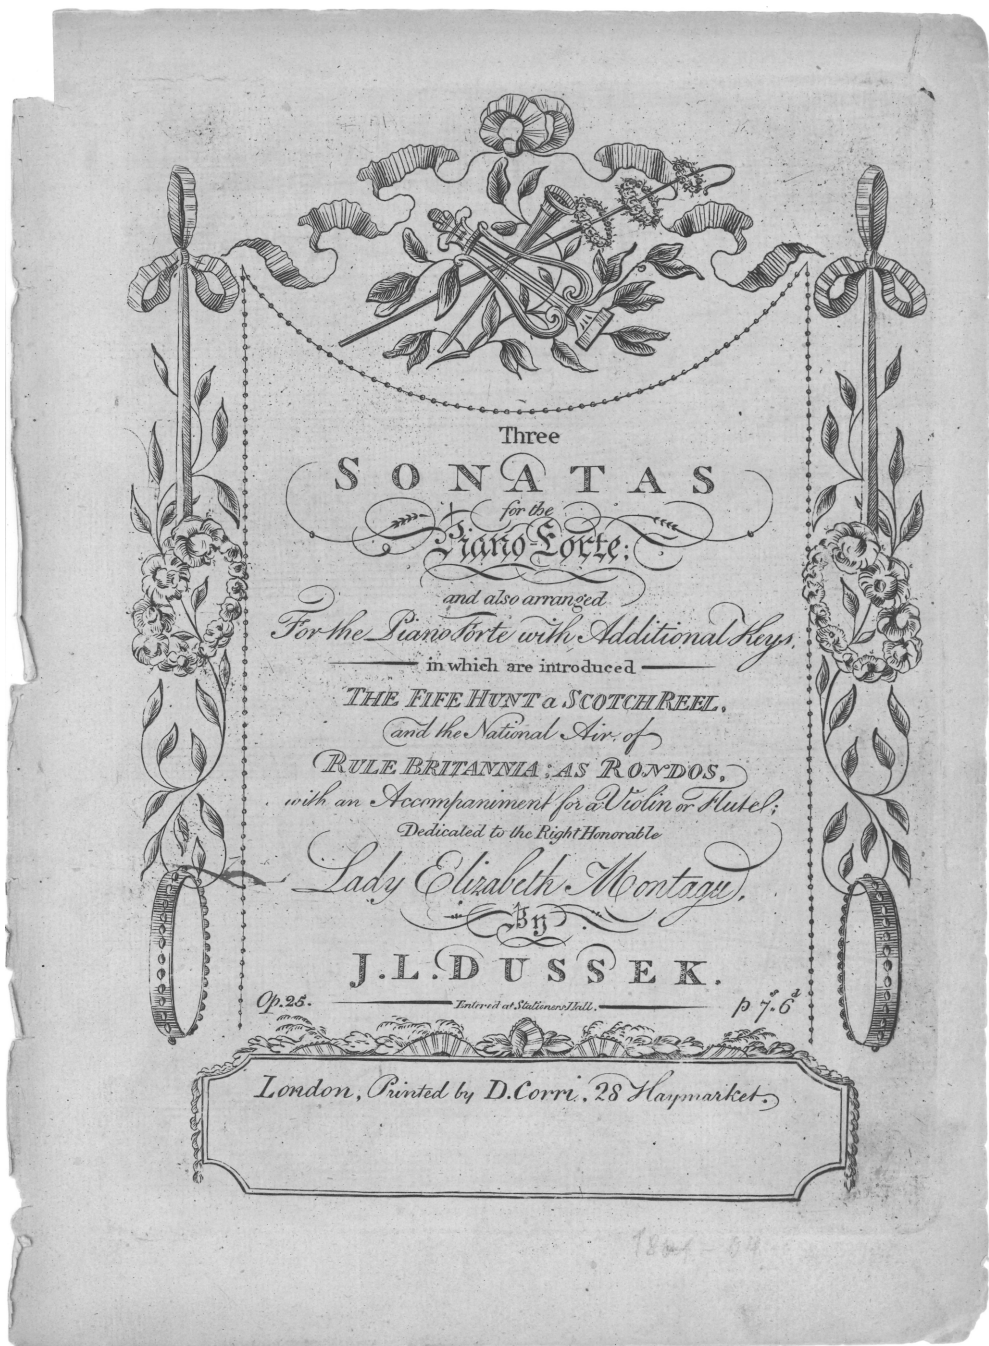 Three
SONATAS
for the
Piano-Forte:
and also arranged
For the Piano Forte with Additional Keys,
in which are introduced
THE FIFE HUNT a SCOTCH REEL,
and the National Air, of
RULE BRITANNIA; AS RONDOS,
with an Accompaniment for a Violin or Flute;
Dedicated to the Right Honorable
Lady Elizabeth Montagu,
By
J.L.DUSSEK.
Op.25. Entered at Stationers Hall. p 7s.6d
London, Printed by D.Corri, 28 Haymarket.